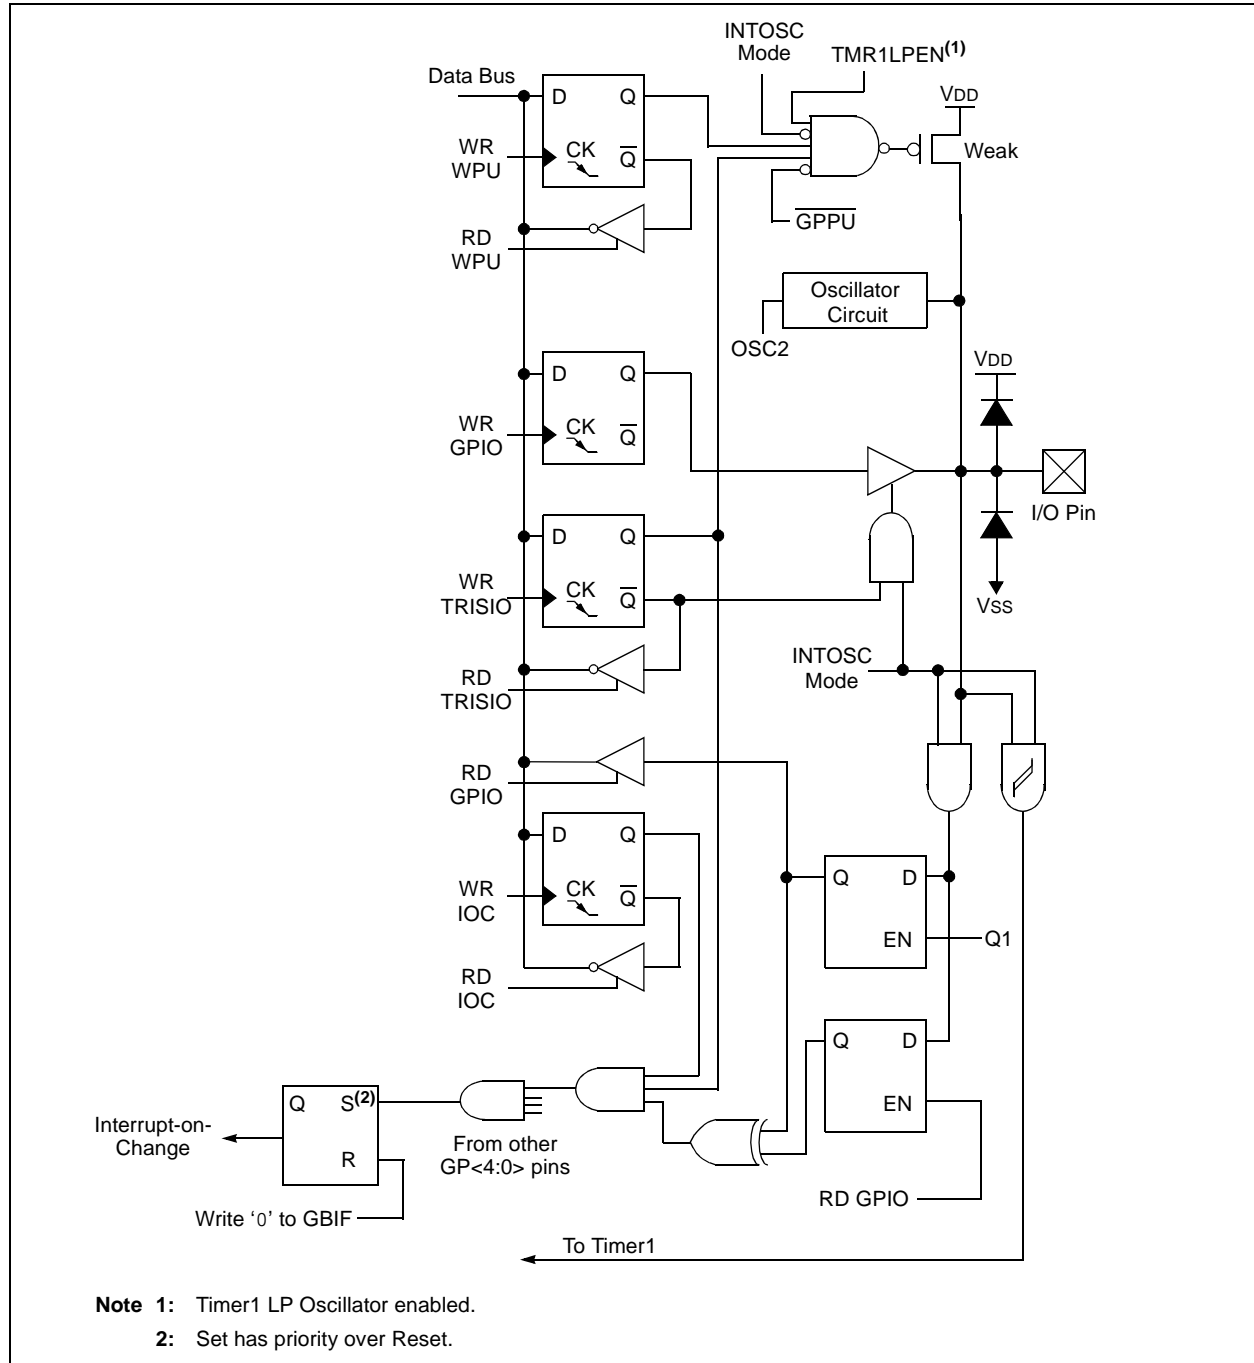 INTOSC
Mode
TMR1LPEN(1)
Data Bus
VDD
D
Q
WR
WPU
CK
Q
Weak
GPPU
RD
WPU
Oscillator
Circuit
OSC2
VDD
D
Q
WR
GPIO
CK
Q
I/O Pin
D
Q
WR
TRISIO
CK
Q
VSS
INTOSC
Mode
RD
TRISIO
RD
GPIO
D
Q
WR
IOC
CK
Q
Q
D
EN
Q1
RD
IOC
Q
D
EN
Q
S(2)
R
Interrupt-on-
Change
From other
GP<4:0> pins
RD GPIO
Write ‘0’ to GBIF
To Timer1
Note 1: Timer1 LP Oscillator enabled.
2: Set has priority over Reset.